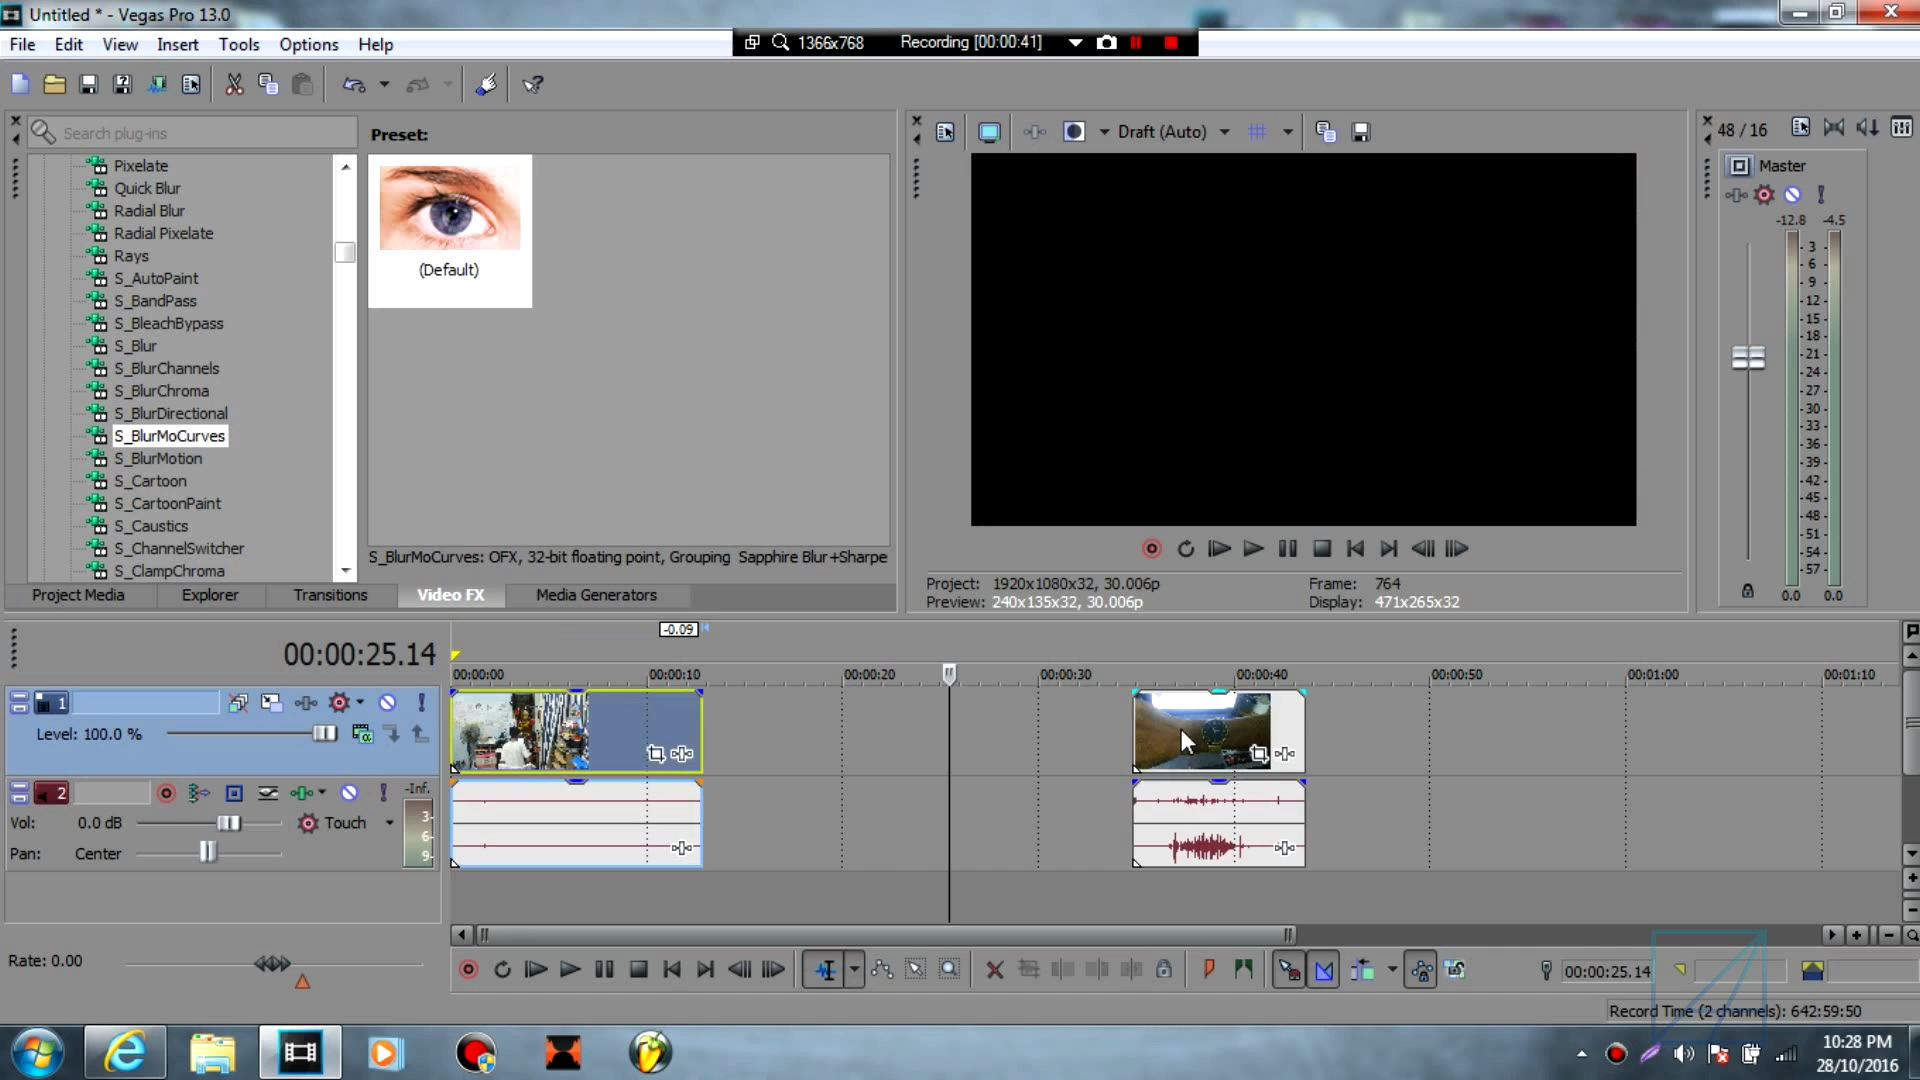 Untitled * - Vegas Pro 13.0
File Edit View Insert Tools Options Help
1366x768 Recording [00:00:41]
Search plug-ins
Preset:
Draft (Auto)
48 / 16
Pixelate
Quick Blur
Radial Blur
Radial Pixelate
Rays
S_AutoPaint
S_BandPass
S_BleachBypass
S_Blur
S_BlurChannels
S_BlurChroma
S_BlurDirectional
S_BlurMoCurves
S_BlurMotion
S_Cartoon
S_CartoonPaint
S_Caustics
S_ChannelSwitcher
S_ClampChroma
(Default)
S_BlurMoCurves: OFX, 32-bit floating point, Grouping Sapphire Blur+Sharpe
Project Media Explorer Transitions Video FX Media Generators
Project: 1920x1080x32, 30.006p Frame: 764
Preview: 240x135x32, 30.006p Display: 471x265x32
Master
-12.8 -4.5
3
6
9
-12
-15
-18
-21
-24
-27
-30
-33
-36
-39
-42
-45
-48
-51
-54
-57
0.0 0.0
-0.09
00:00:25.14
00:00:00 00:00:10 00:00:20 00:00:30 00:00:40 00:00:50 00:01:00 00:01:10
1
Level: 100.0 %
2
-Inf.
Vol: 0.0 dB Touch
Pan: Center
3
6
9
Rate: 0.00
00:00:25.14
Record Time (2 channels): 642:59:50
10:28 PM
28/10/2016